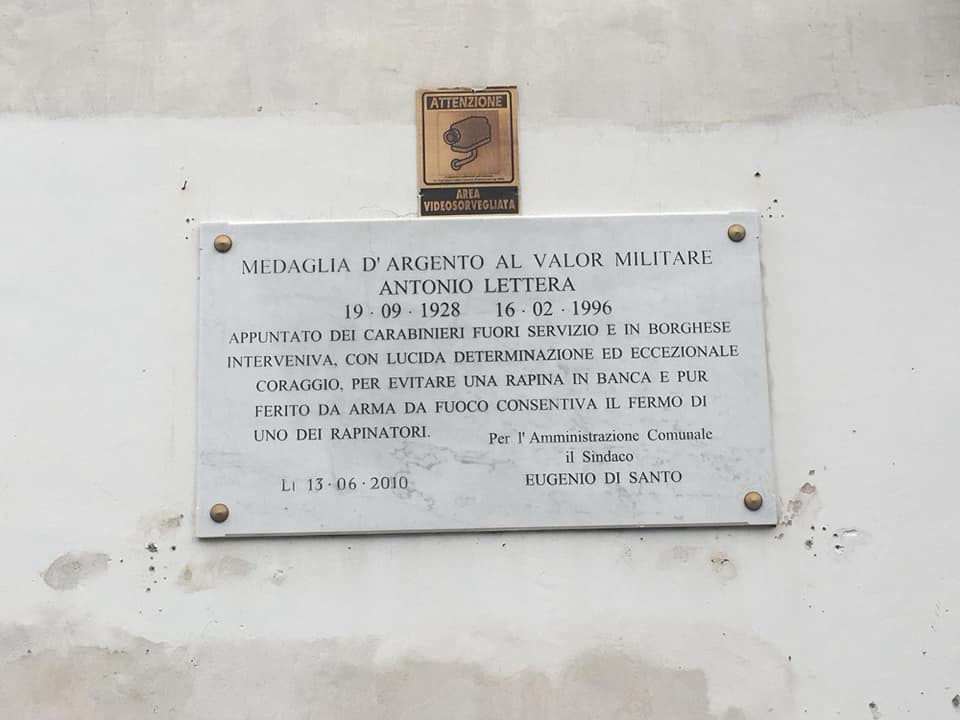 ATTENZIONE
AREA
VIDEOSORVEGLIATA
MEDAGLIA D'ARGENTO AL VALOR MILITARE
ANTONIO LETTERA
19·09·1928 16·02·1996
APPUNTATO DEI CARABINIERI FUORI SERVIZIO E IN BORGHESE
INTERVENIVA, CON LUCIDA DETERMINAZIONE ED ECCEZIONALE
CORAGGIO, PER EVITARE UNA RAPINA IN BANCA E PUR
FERITO DA ARMA DA FUOCO CONSENTIVA IL FERMO DI
UNO DEI RAPINATORI.
Per l'Amministrazione Comunale
il Sindaco
EUGENIO DI SANTO
Lì 13·06·2010